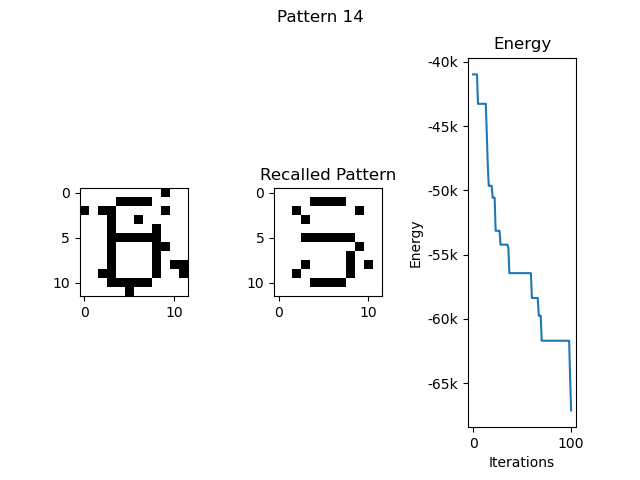 Pattern 14
Energy
Recalled Pattern
-40k
-45k
-50k
-55k
-60k
-65k
Energy
0
5
10
0
10
0
5
10
0
10
0
100
Iterations